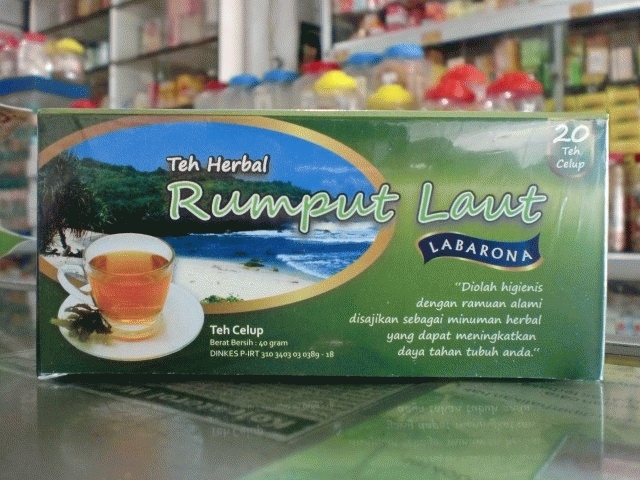 20
Teh
Celup
Teh Herbal
Rumput Laut
LABARONA
"Diolah higienis
dengan ramuan alami
disajikan sebagai minuman herbal
yang dapat meningkatkan
daya tahan tubuh anda."
Teh Celup
Berat Bersih : 40 gram
DINKES P-IRT 310 3403 03 0389 - 18